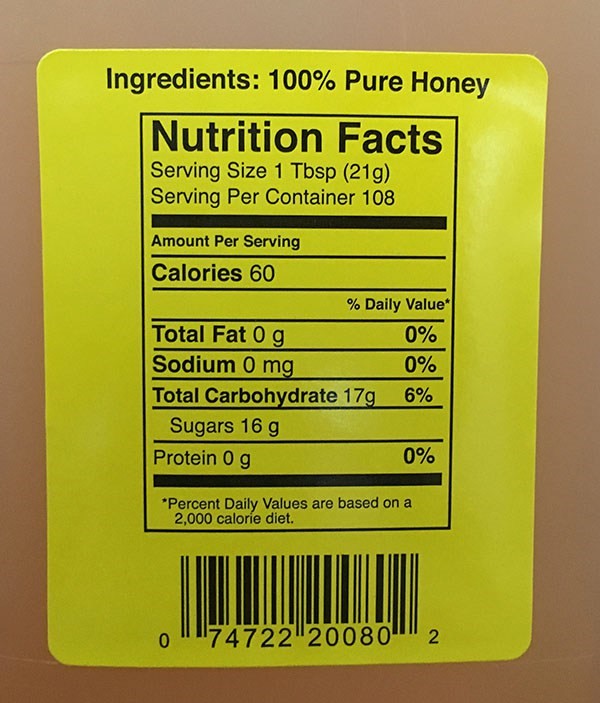 Ingredients: 100% Pure Honey
Nutrition Facts
Serving Size 1 Tbsp (21g)
Serving Per Container 108
Amount Per Serving
Calories 60
% Daily Value*
Total Fat 0 g 0%
Sodium 0 mg 0%
Total Carbohydrate 17g 6%
Sugars 16 g
Protein 0 g 0%
*Percent Daily Values are based on a
2,000 calorie diet.
0 74722 20080 2